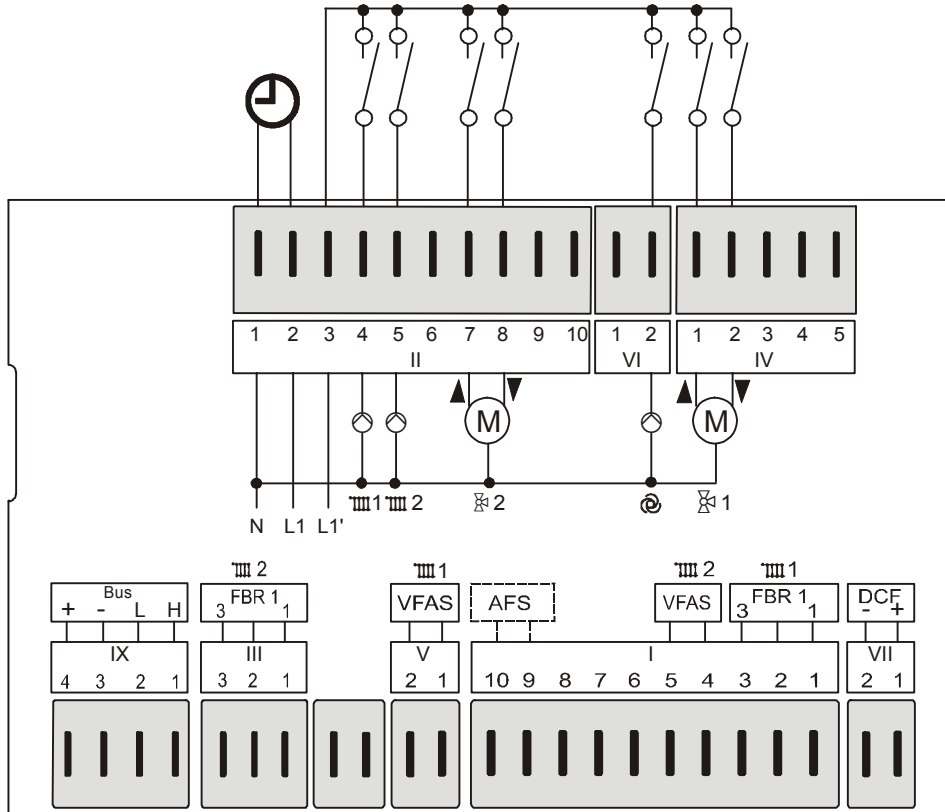 1 2 3 4 5 6 7 8 9 10 1 2 1 2 3 4 5
II VI IV
M M
1 2 2 1
N L1 L1'
2 1 2 1
Bus FBR 1 VFAS AFS VFAS FBR 1 DCF
+ - L H 3 1 3 1 - +
IX III V I VII
4 3 2 1 3 2 1 2 1 10 9 8 7 6 5 4 3 2 1 2 1